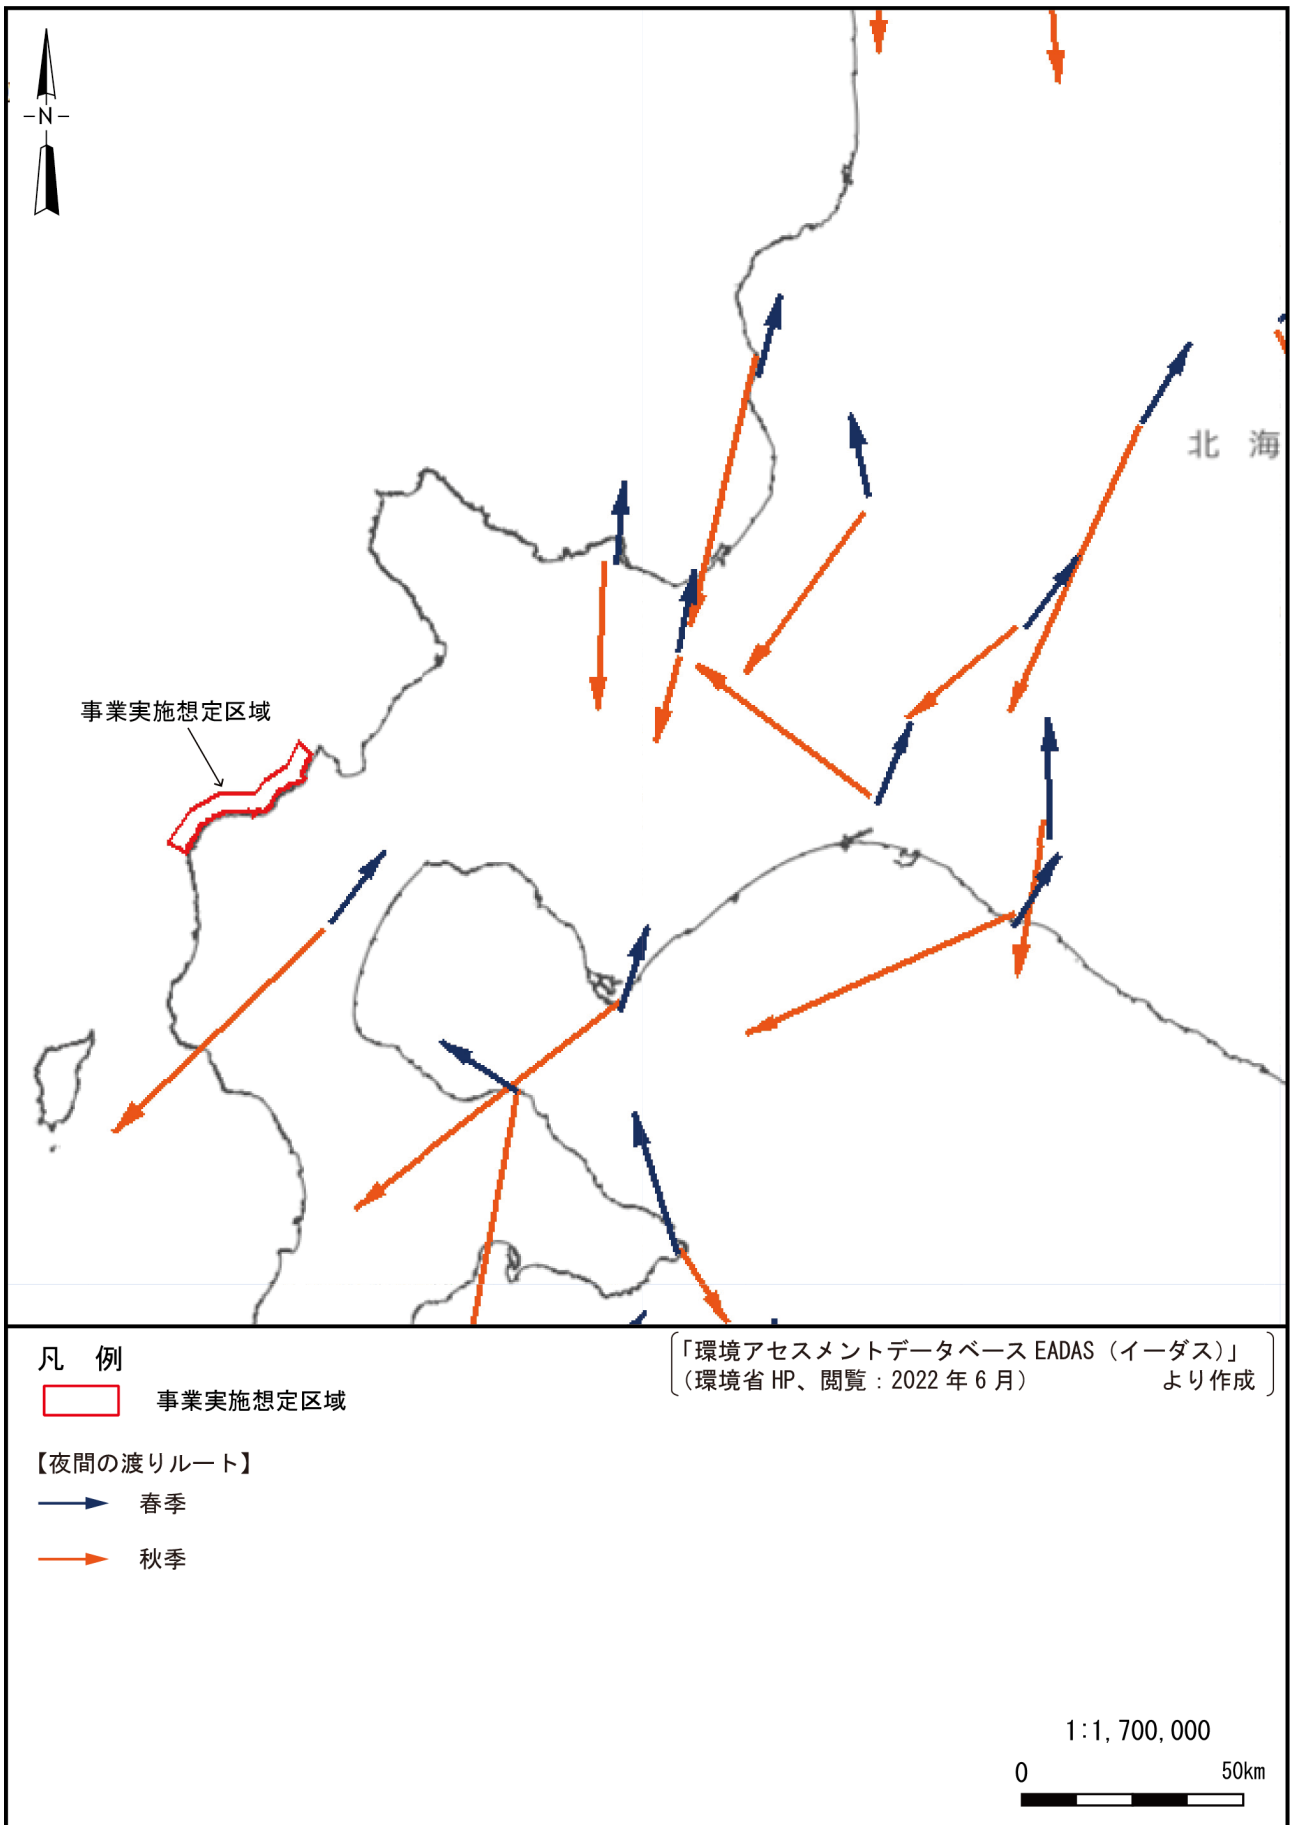 N
北海
事業実施想定区域
凡例
事業実施想定区域
「環境アセスメントデータベース EADAS（イーダス）」
（環境省 HP、閲覧：2022 年 6 月） より作成
【夜間の渡りルート】
春季
秋季
1:1,700,000
0 50km